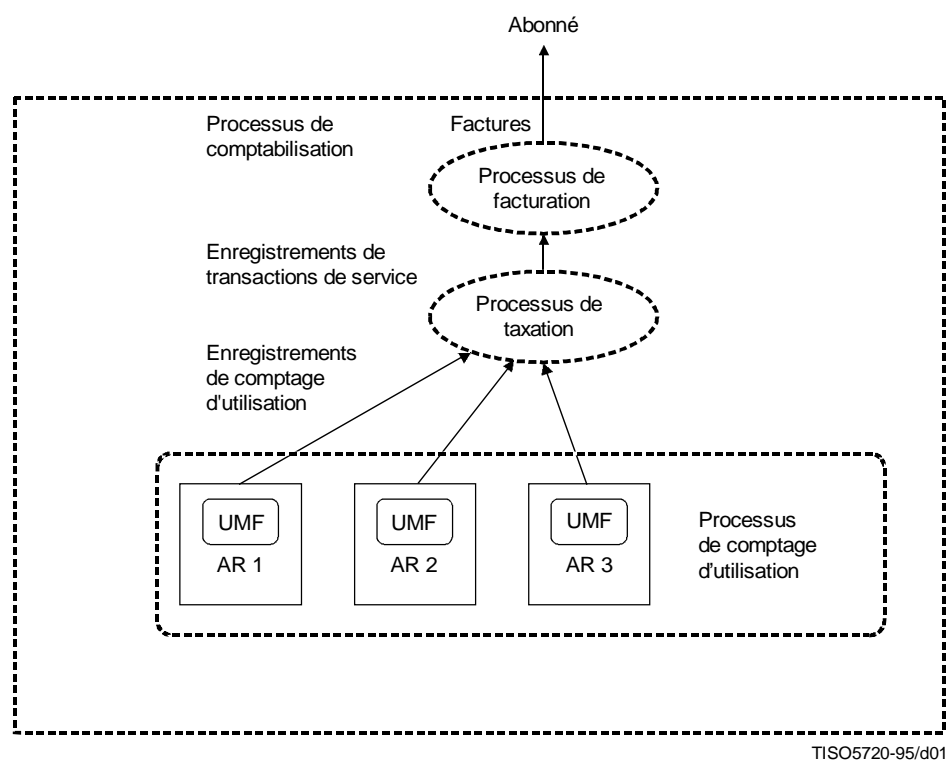 Abonné
Processus de
comptabilisation
Factures
Processus de
facturation
Enregistrements de
transactions de service
Processus de
taxation
Enregistrements
de comptage
d'utilisation
UMF
AR 1
UMF
AR 2
UMF
AR 3
Processus
de comptage
d'utilisation
TISO5720-95/d01